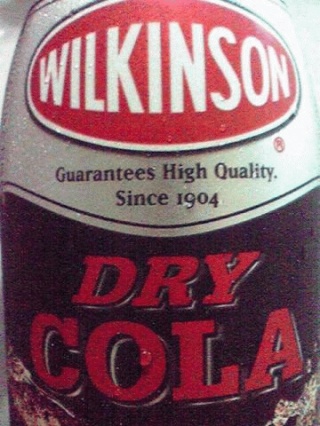 WILKINSON
®
Guarantees High Quality.
Since 1904
DRY
COLA